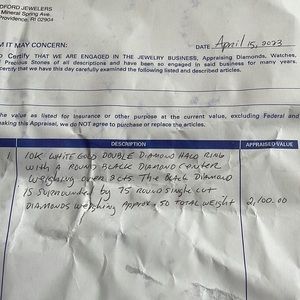 DFORD JEWELERS
Mineral Spring Ave.
Providence, RI 02904
M IT MAY CONCERN:
DATE April 15, 2023
o Certify THAT WE ARE ENGAGED IN THE JEWELRY BUSINESS, Appraising Diamonds, Watches,
Precious Stones of all descriptions and have been so engaged in said business for many years.
ertify that we have this day carefully examined the following listed and described articles.
the value as listed for Insurance or other purpose at the current value, excluding Federal and
making this Appraisal, we do NOT agree to purchase or replace the articles.
DESCRIPTION APPRAISED VALUE
1 10K WHITE GOLD DOUBLE DIAMOND HALO RING
WITH A ROUND BLACK DIAMOND CENTER
Weighing over 2 cts The Black Diamond
IS SURROUNDED BY 75 ROUND SINGLE CUT
DIAMONDS Weighing Approx .50 TOTAL WEIGHT 2,100.00